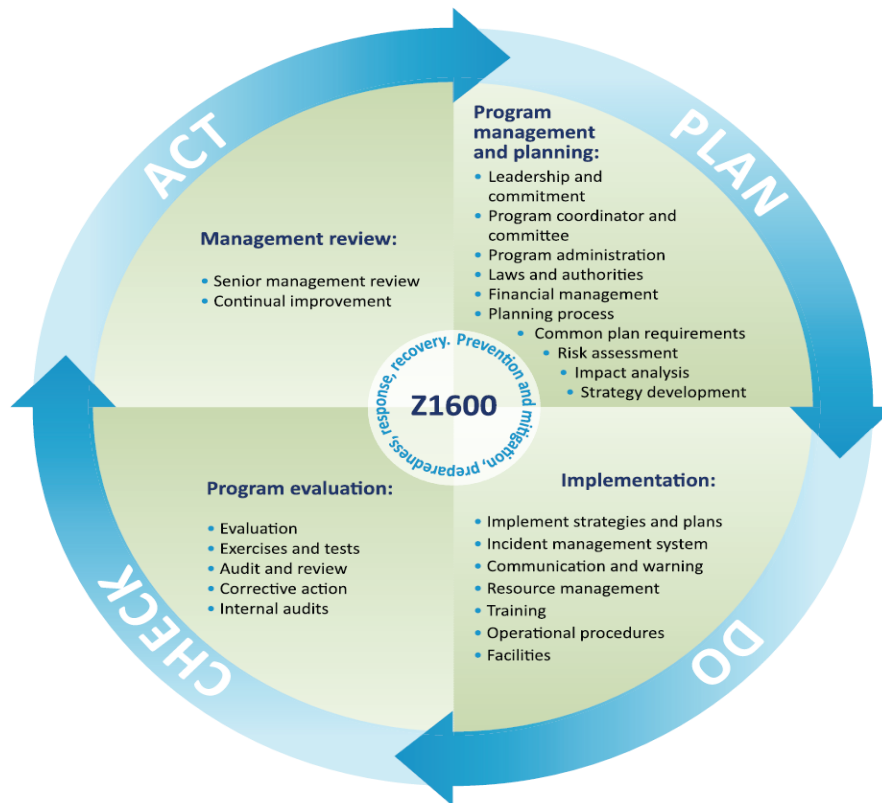 PLAN
Program
management
and planning:
• Leadership and
commitment
• Program coordinator and
committee
• Program administration
• Laws and authorities
• Financial management
• Planning process
• Common plan requirements
• Risk assessment
• Impact analysis
• Strategy development
DO
Implementation:
• Implement strategies and plans
• Incident management system
• Communication and warning
• Resource management
• Training
• Operational procedures
• Facilities
CHECK
Program evaluation:
• Evaluation
• Exercises and tests
• Audit and review
• Corrective action
• Internal audits
ACT
Management review:
• Senior management review
• Continual improvement
Prevention and mitigation, preparedness, response, recovery.
Z1600